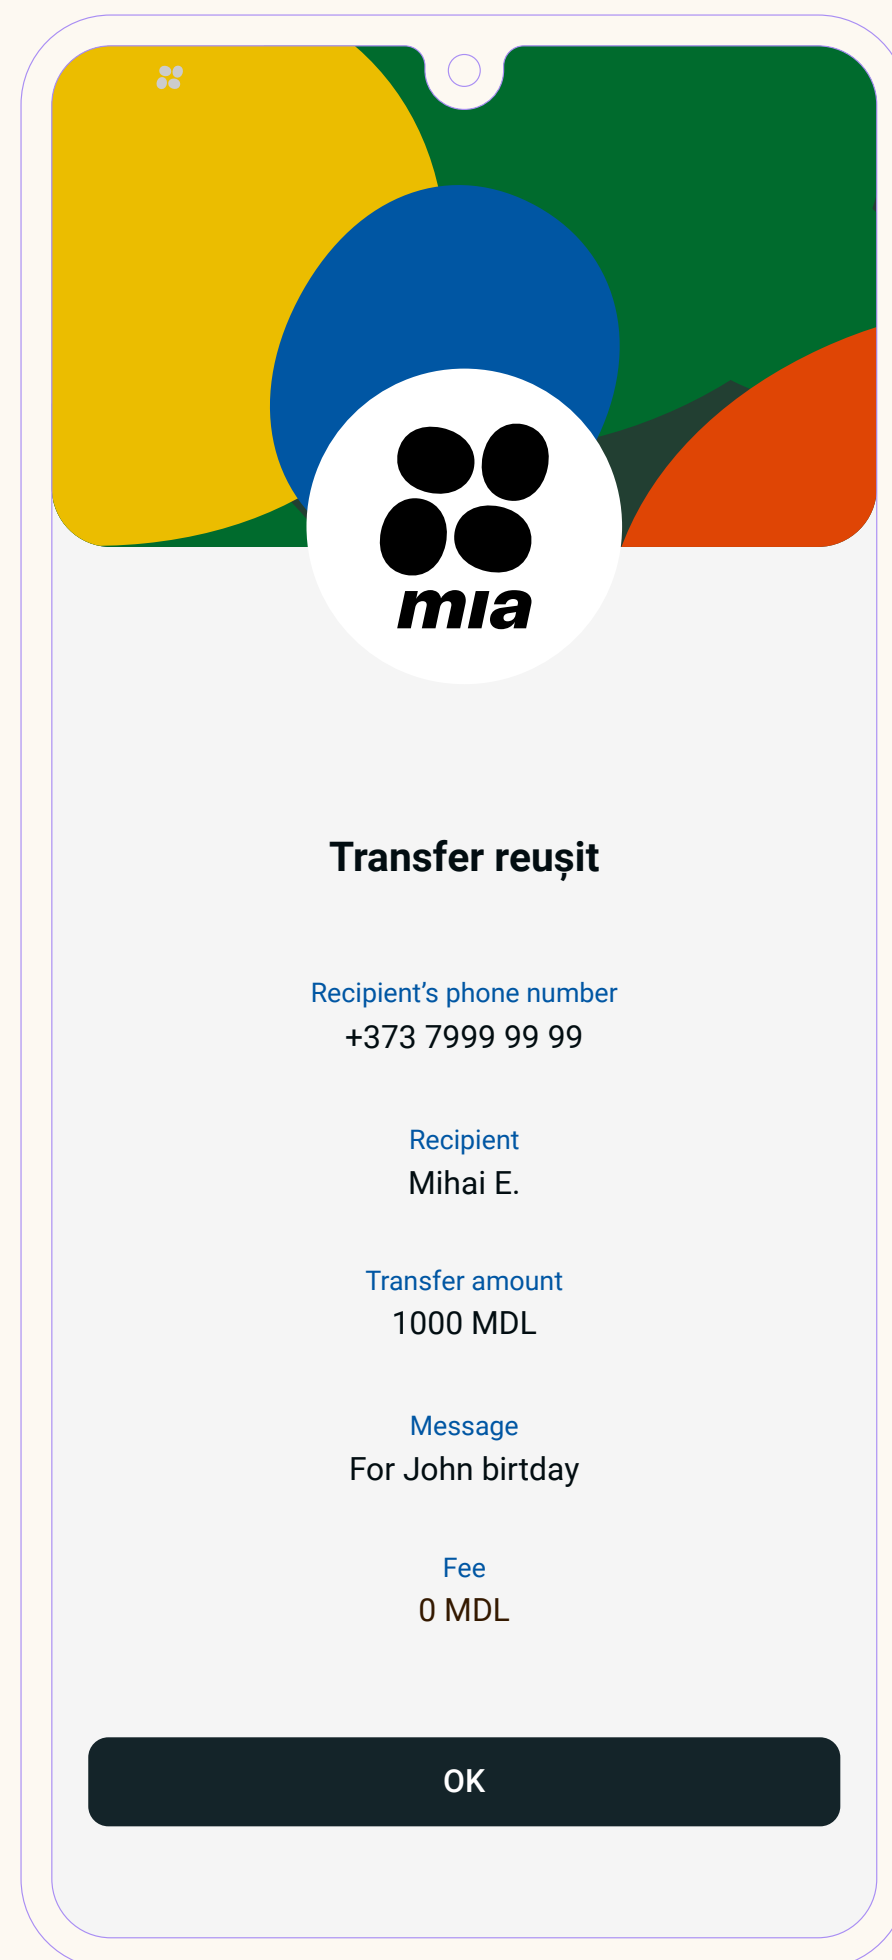 mia
Transfer reușit
Recipient’s phone number
+373 7999 99 99
Recipient
Mihai E.
Transfer amount
1000 MDL
Message
For John birtday
Fee
0 MDL
OK